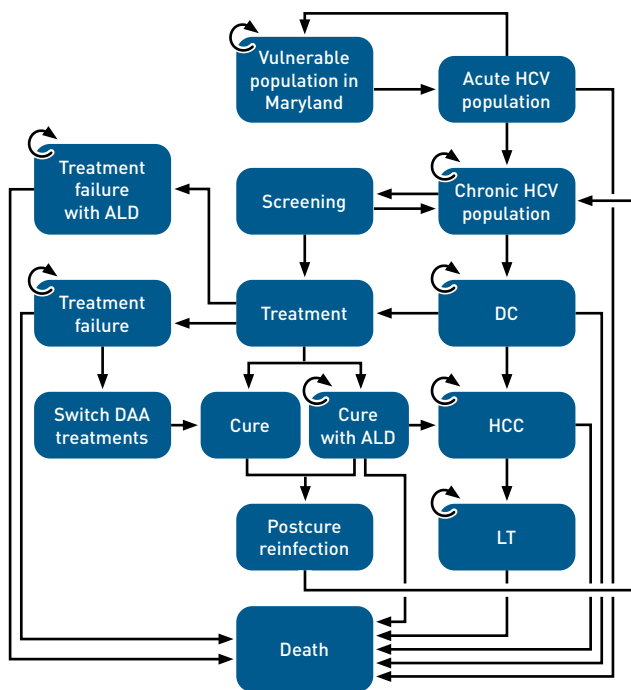 Vulnerable
population in
Maryland
Acute HCV
population
Treatment
failure
with ALD
Screening
Chronic HCV
population
Treatment
failure
Treatment
DC
Switch DAA
treatments
Cure
Cure
with ALD
HCC
Postcure
reinfection
LT
Death